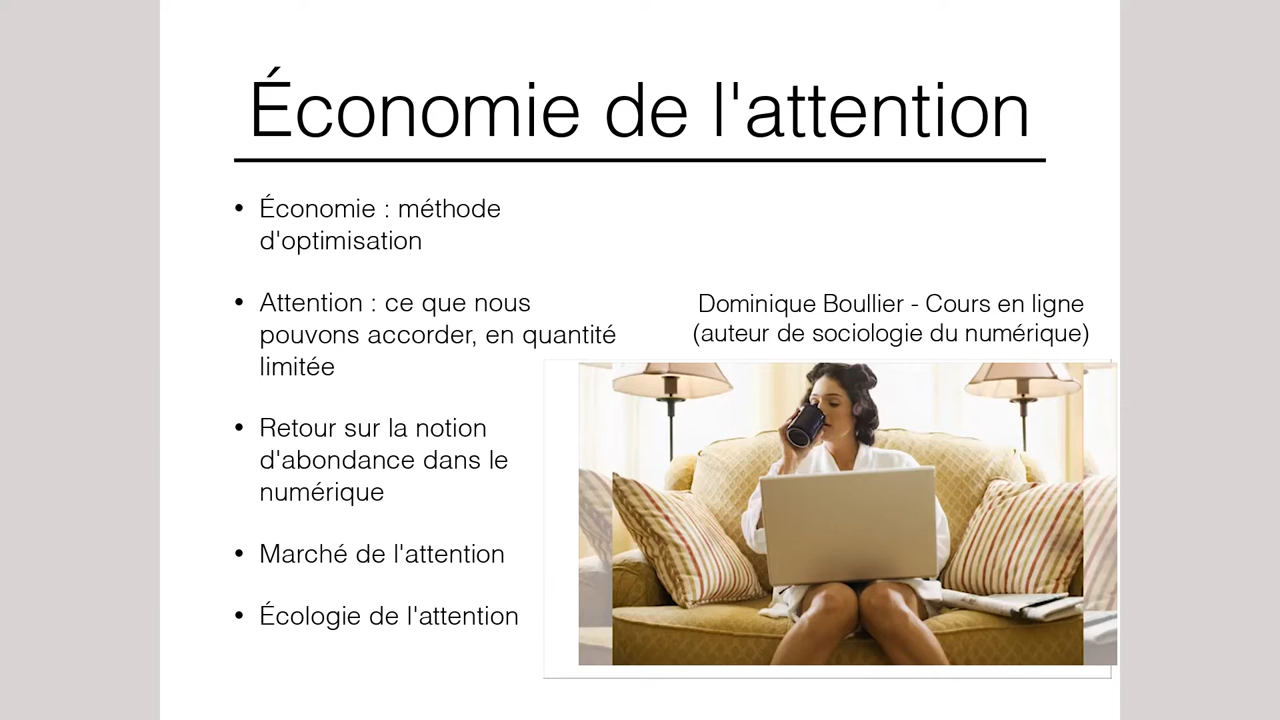 Économie de l'attention
• Économie : méthode
d'optimisation
• Attention : ce que nous
pouvons accorder, en quantité
limitée
• Retour sur la notion
d'abondance dans le
numérique
• Marché de l'attention
• Écologie de l'attention
Dominique Boullier - Cours en ligne
(auteur de sociologie du numérique)